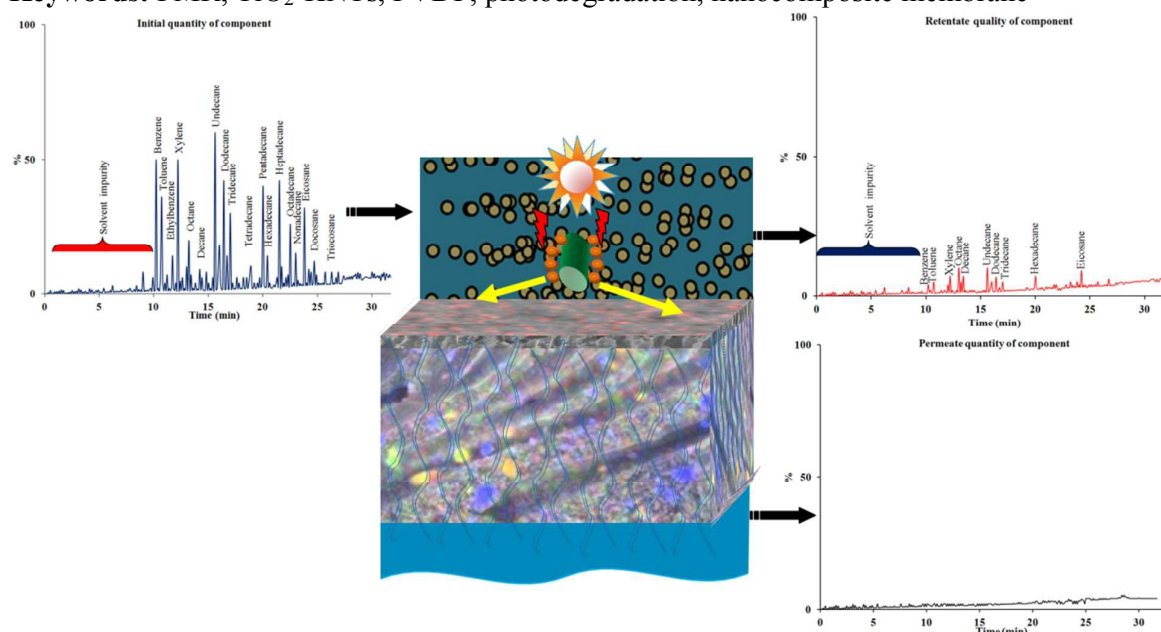 Keywords: PMR, TiO₂-HNTs, PVDF, photodegradation, nanocomposite membrane
Initial quantity of component
100
50
0
%
Solvent impurity
Benzene
Toluene
Ethylbenzene
Xylene
Octane
Decane
Undecane
Dodecane
Tridecane
Tetradecane
Pentadecane
Hexadecane
Heptadecane
Octadecane
Nonadecane
Eicosane
Docosane
Triocosane
0 5 10 15 20 25 30
Time (min)
Retentate quality of component
100
50
0
%
Solvent impurity
Benzene
Toluene
Xylene
Octane
Decane
Undecane
Dodecane
Tridecane
Hexadecane
Eicosane
0 5 10 15 20 25 30
Time (min)
Permeate quantity of component
100
50
0
%
0 5 10 15 20 25 30
Time (min)